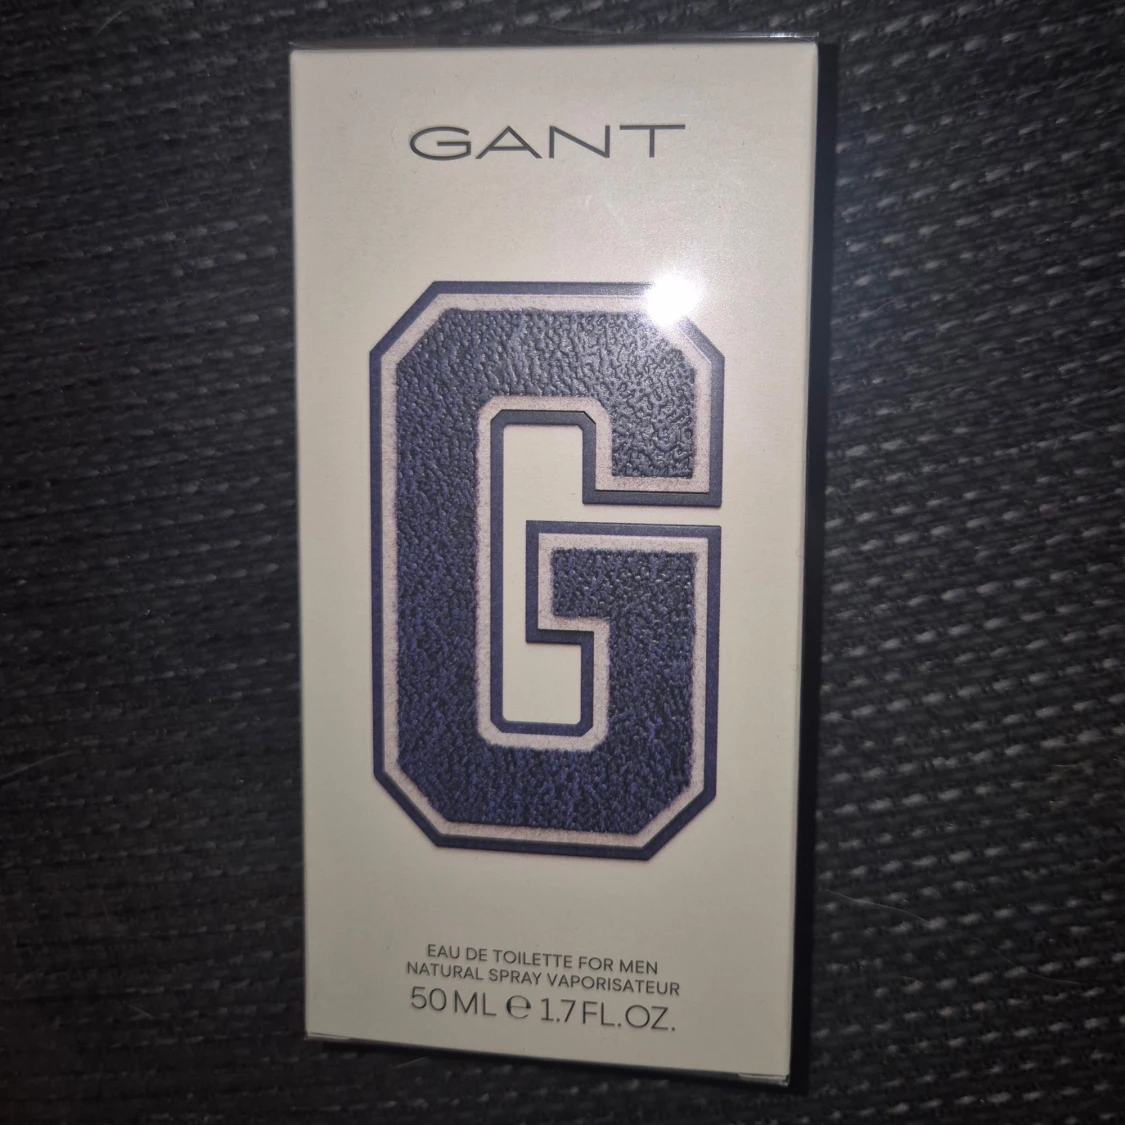 GANT
G
EAU DE TOILETTE FOR MEN
NATURAL SPRAY VAPORISATEUR
50 ML ℮ 1.7 FL.OZ.